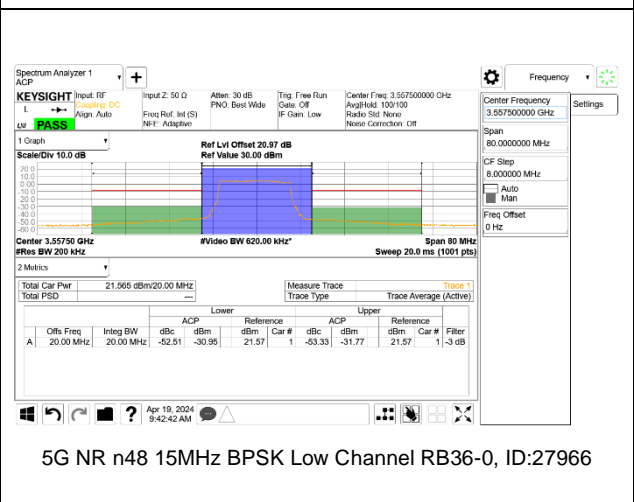 Spectrum Analyzer 1
ACP
+
Frequency
KEYSIGHT
Input: RF
Coupling: DC
Align: Auto
Input Z: 50 Ω
Freq Ref: Int (S)
NFE: Adaptive
Atten: 30 dB
PNO: Best Wide
Trig: Free Run
Gate: Off
IF Gain: Low
Center Freq: 3.557500000 GHz
Avg|Hold: 100/100
Radio Std: None
Noise Correction: Off
L
PASS
Center Frequency
3.557500000 GHz
Settings
Span
80.0000000 MHz
CF Step
8.000000 MHz
Auto
Man
Freq Offset
0 Hz
1 Graph
Scale/Div 10.0 dB
Ref Lvl Offset 20.97 dB
Ref Value 30.00 dBm
20.0
10.0
0.00
-10.0
-20.0
-30.0
-40.0
-50.0
-60.0
Center 3.55750 GHz
#Video BW 620.00 kHz*
Span 80 MHz
#Res BW 200 kHz
Sweep 20.0 ms (1001 pts)
2 Metrics
Total Car Pwr 21.565 dBm/20.00 MHz
Total PSD ---
Measure Trace Trace 1
Trace Type Trace Average (Active)
Lower Upper
ACP Reference ACP Reference
Offs Freq Integ BW dBc dBm dBm Car # dBc dBm dBm Car # Filter
A 20.00 MHz 20.00 MHz -52.51 -30.95 21.57 1 -53.33 -31.77 21.57 1 -3 dB
?
Apr 19, 2024
9:42:42 AM
5G NR n48 15MHz BPSK Low Channel RB36-0, ID:27966